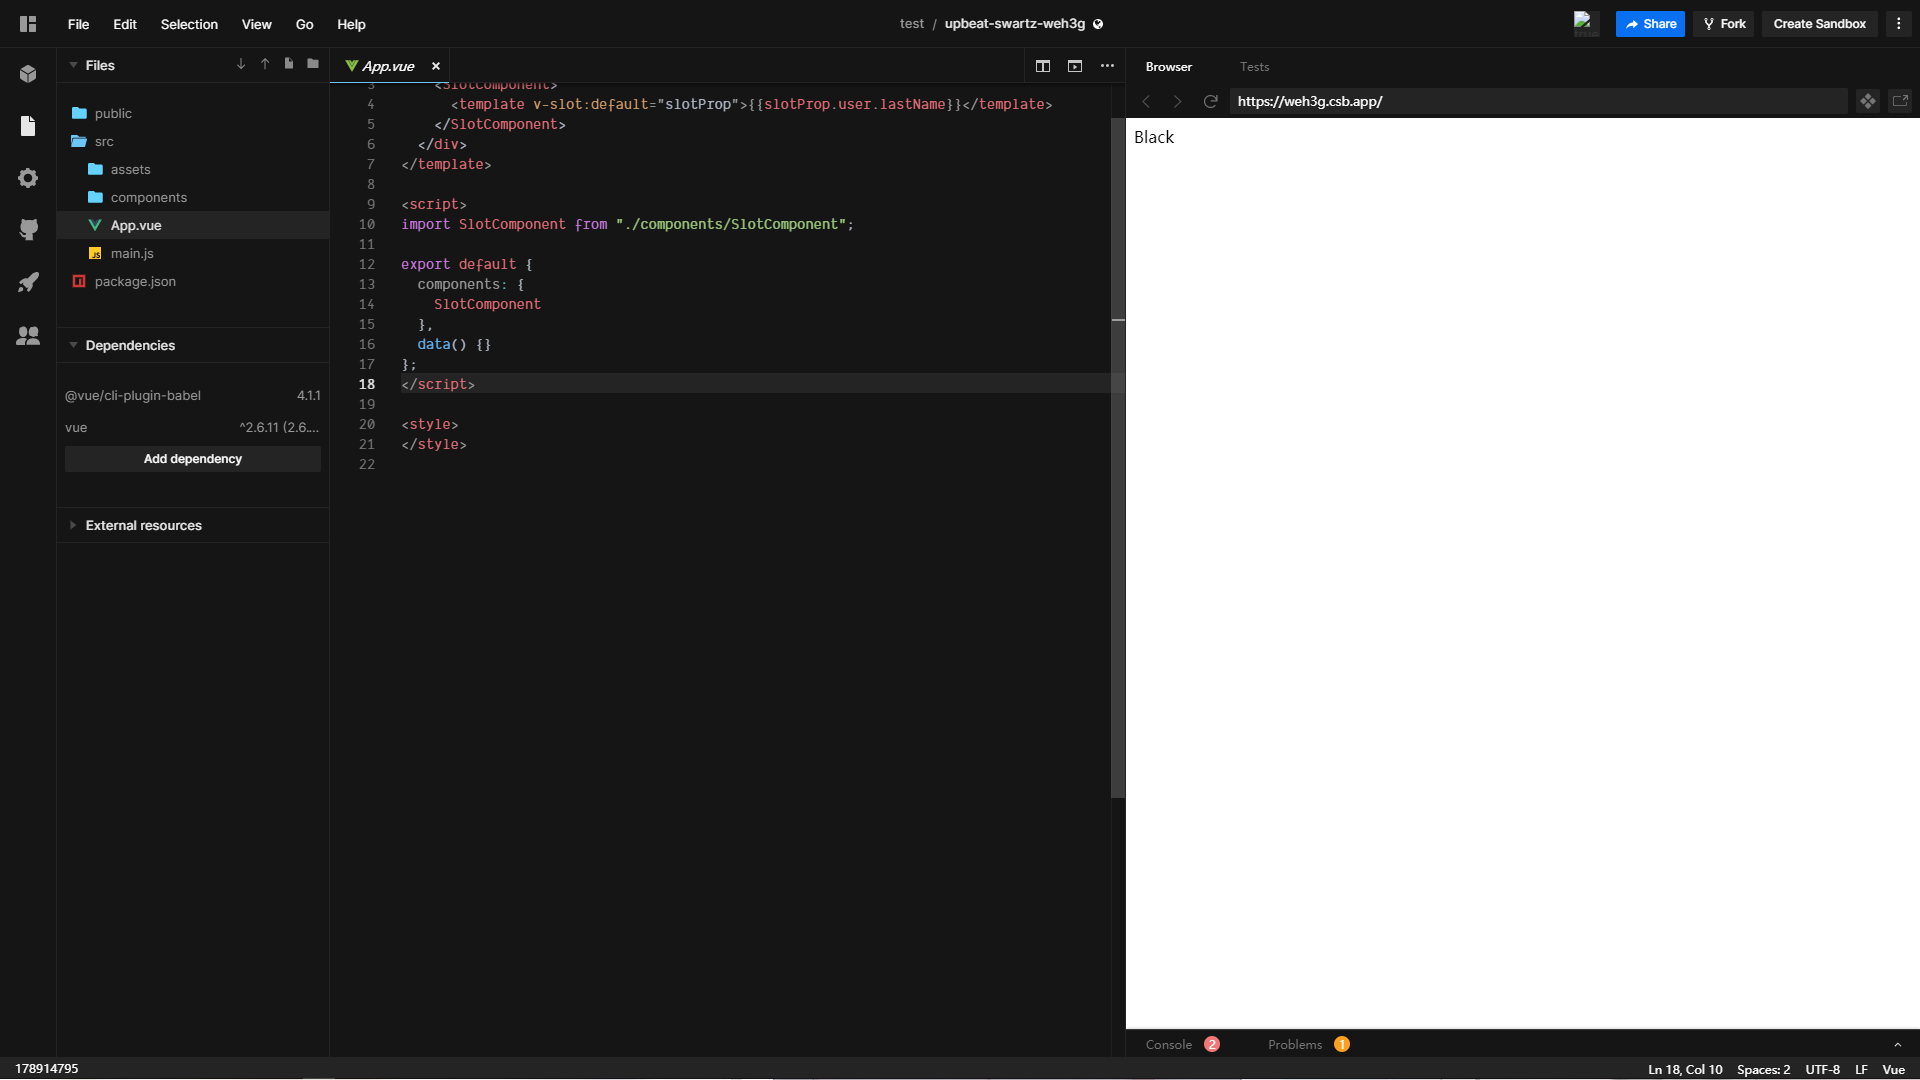 File Edit Selection View Go Help
test / upbeat-swartz-weh3g
Share
Fork
Create Sandbox
Files
public
src
assets
components
App.vue
JS main.js
package.json
Dependencies
@vue/cli-plugin-babel 4.1.1
vue ^2.6.11 (2.6....
Add dependency
External resources
App.vue
3 <SlotComponent>
4 <template v-slot:default="slotProp">{{slotProp.user.lastName}}</template>
5 </SlotComponent>
6 </div>
7 </template>
8
9 <script>
10 import SlotComponent from "./components/SlotComponent";
11
12 export default {
13 components: {
14 SlotComponent
15 },
16 data() {}
17 };
18 </script>
19
20 <style>
21 </style>
22
Browser Tests
https://weh3g.csb.app/
Black
Console 2 Problems 1
178914795
Ln 18, Col 10 Spaces: 2 UTF-8 LF Vue